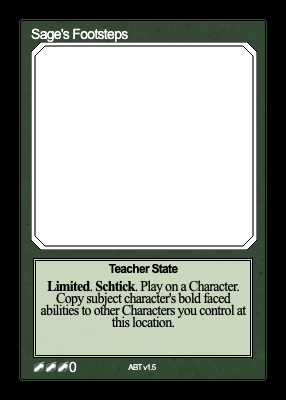 Sage's Footsteps
Teacher State
Limited. Schtick. Play on a Character.
Copy subject character's bold faced
abilities to other Characters you control at
this location.
0
ABT v1.5